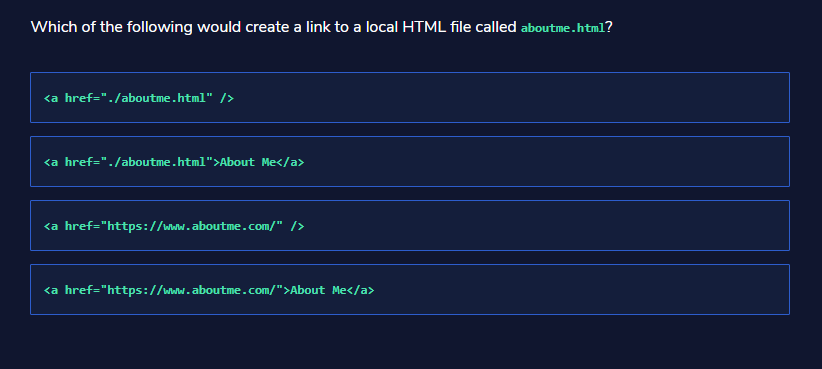 Which of the following would create a link to a local HTML file called aboutme.html?
<a href="./aboutme.html" />
<a href="./aboutme.html">About Me</a>
<a href="https://www.aboutme.com/" />
<a href="https://www.aboutme.com/">About Me</a>